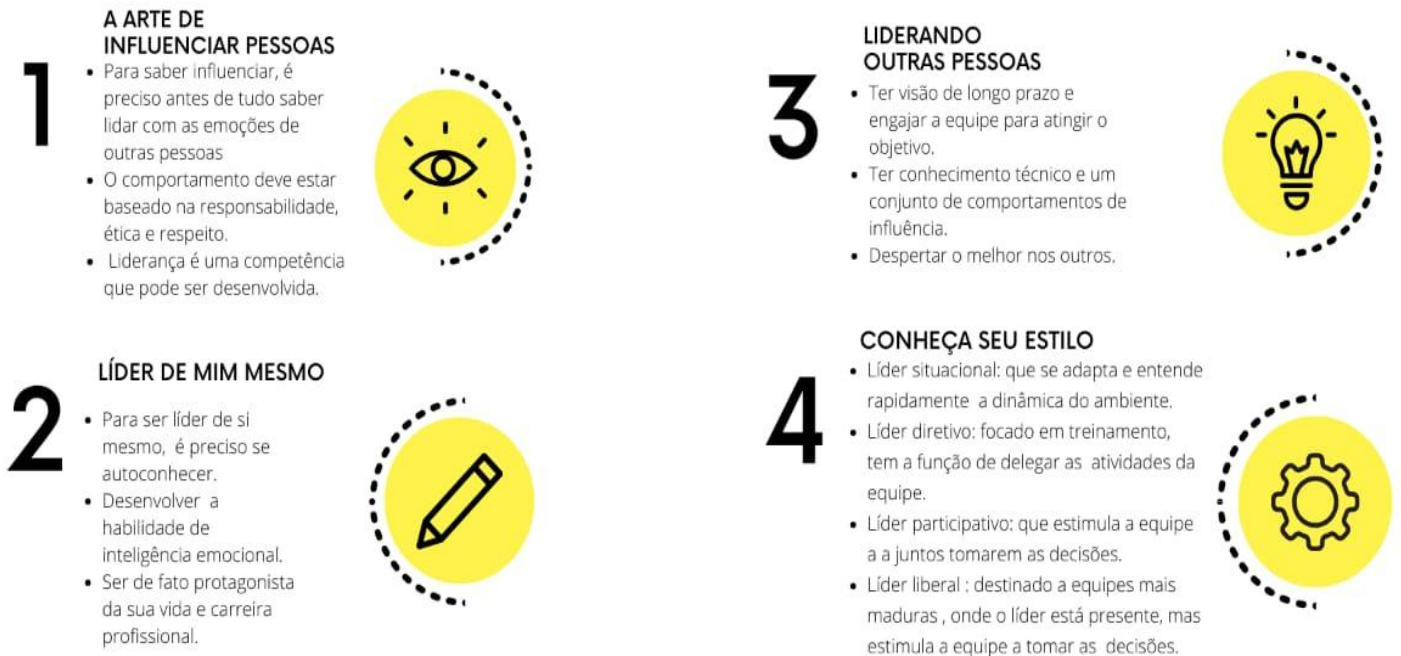 1
A ARTE DE
INFLUENCIAR PESSOAS
• Para saber influenciar, é
preciso antes de tudo saber
lidar com as emoções de
outras pessoas
• O comportamento deve estar
baseado na responsabilidade,
ética e respeito.
• Liderança é uma competência
que pode ser desenvolvida.
2
LÍDER DE MIM MESMO
• Para ser líder de si
mesmo, é preciso se
autoconhecer.
• Desenvolver a
habilidade de
inteligência emocional.
• Ser de fato protagonista
da sua vida e carreira
profissional.
3
LIDERANDO
OUTRAS PESSOAS
• Ter visão de longo prazo e
engajar a equipe para atingir o
objetivo.
• Ter conhecimento técnico e um
conjunto de comportamentos de
influência.
• Despertar o melhor nos outros.
4
CONHEÇA SEU ESTILO
• Líder situacional: que se adapta e entende
rapidamente a dinâmica do ambiente.
• Líder diretivo: focado em treinamento,
tem a função de delegar as atividades da
equipe.
• Líder participativo: que estimula a equipe
a a juntos tomarem as decisões.
• Líder liberal : destinado a equipes mais
maduras , onde o líder está presente, mas
estimula a equipe a tomar as decisões.